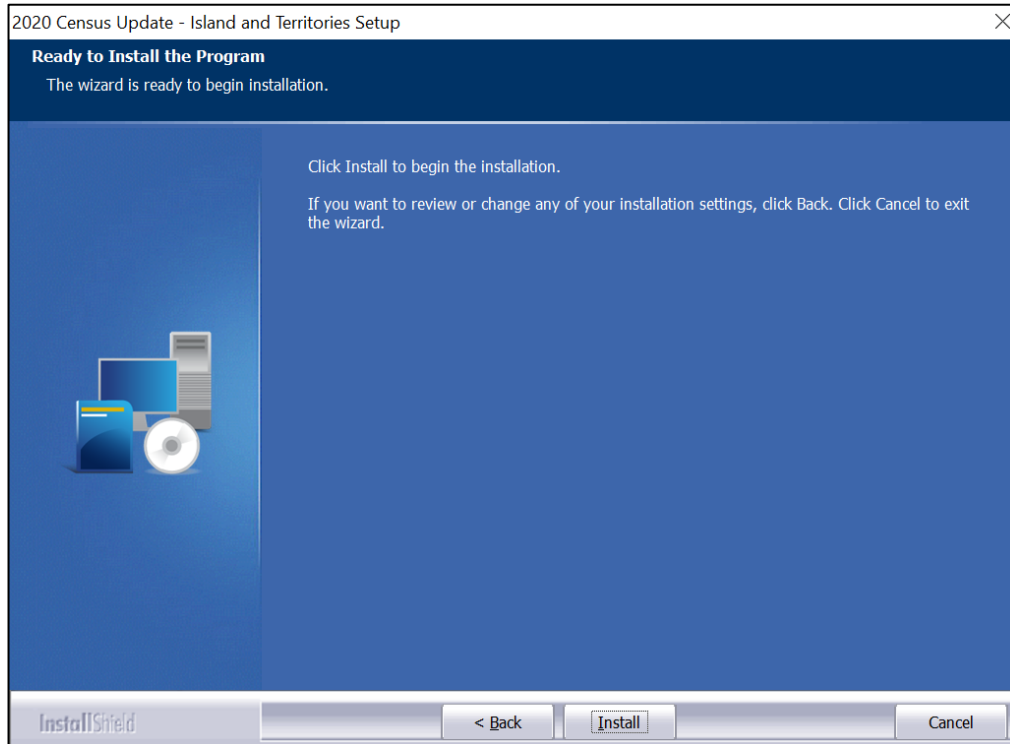 2020 Census Update - Island and Territories Setup
Ready to Install the Program
The wizard is ready to begin installation.
Click Install to begin the installation.
If you want to review or change any of your installation settings, click Back. Click Cancel to exit
the wizard.
InstallShield
< Back
Install
Cancel